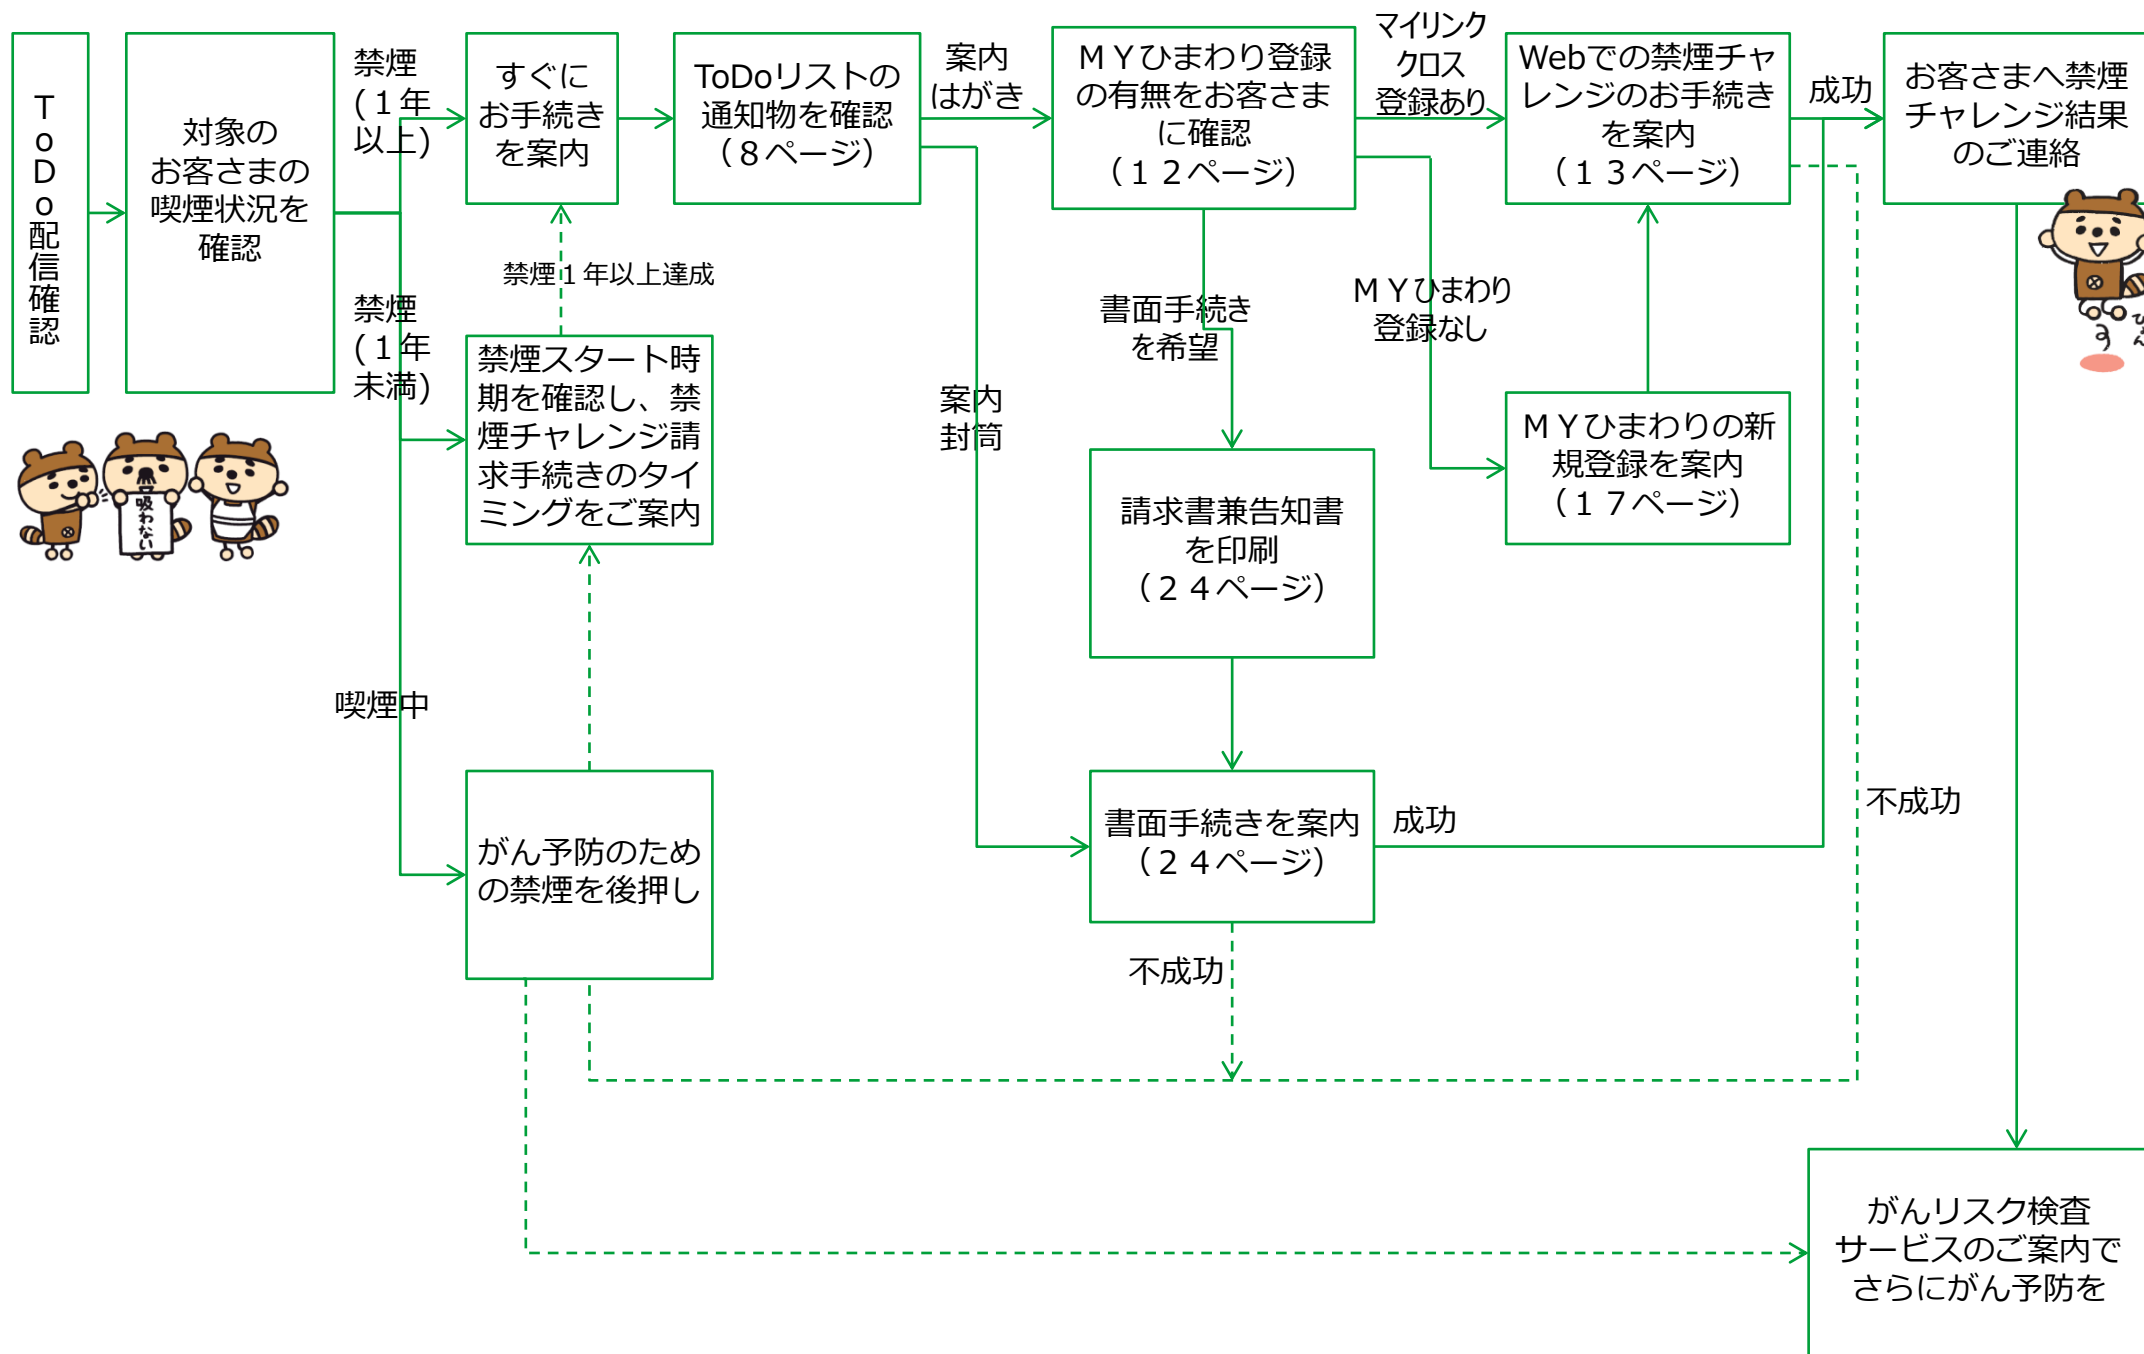 ToDo配信確認
対象の
お客さまの
喫煙状況を
確認
禁煙
(１年
以上)
すぐに
お手続き
を案内
ToDoリストの
通知物を確認
（８ページ）
案内
はがき
ＭＹひまわり登録
の有無をお客さま
に確認
（１２ページ）
マイリンク
クロス
登録あり
Webでの禁煙チャ
レンジのお手続き
を案内
（１３ページ）
成功
お客さまへ禁煙
チャレンジ結果
のご連絡
禁煙１年以上達成
禁煙
(１年
未満)
禁煙スタート時
期を確認し、禁
煙チャレンジ請
求手続きのタイ
ミングをご案内
書面手続き
を希望
ＭＹひまわり
登録なし
案内
封筒
ＭＹひまわりの新
規登録を案内
（１７ページ）
吸わない
請求書兼告知書
を印刷
（２４ページ）
喫煙中
がん予防のため
の禁煙を後押し
書面手続きを案内
（２４ページ）
成功
不成功
不成功
がんリスク検査
サービスのご案内で
さらにがん予防を